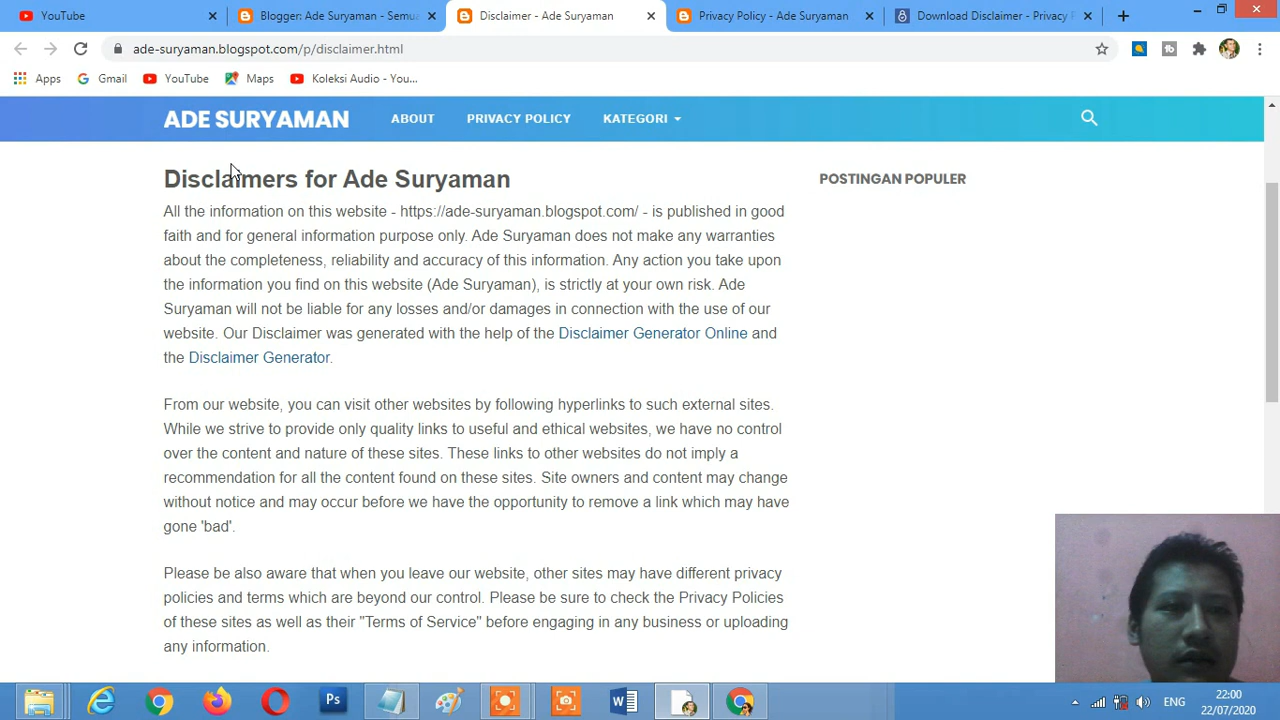 YouTube
Blogger: Ade Suryaman - Semua
Disclaimer - Ade Suryaman
Privacy Policy - Ade Suryaman
Download Disclaimer - Privacy P
ade-suryaman.blogspot.com/p/disclaimer.html
Apps
Gmail
YouTube
Maps
Koleksi Audio - You...
ADE SURYAMAN
ABOUT
PRIVACY POLICY
KATEGORI
Disclaimers for Ade Suryaman
POSTINGAN POPULER
All the information on this website - https://ade-suryaman.blogspot.com/ - is published in good
faith and for general information purpose only. Ade Suryaman does not make any warranties
about the completeness, reliability and accuracy of this information. Any action you take upon
the information you find on this website (Ade Suryaman), is strictly at your own risk. Ade
Suryaman will not be liable for any losses and/or damages in connection with the use of our
website. Our Disclaimer was generated with the help of the Disclaimer Generator Online and
the Disclaimer Generator.
From our website, you can visit other websites by following hyperlinks to such external sites.
While we strive to provide only quality links to useful and ethical websites, we have no control
over the content and nature of these sites. These links to other websites do not imply a
recommendation for all the content found on these sites. Site owners and content may change
without notice and may occur before we have the opportunity to remove a link which may have
gone 'bad'.
Please be also aware that when you leave our website, other sites may have different privacy
policies and terms which are beyond our control. Please be sure to check the Privacy Policies
of these sites as well as their "Terms of Service" before engaging in any business or uploading
any information.
Ps
ENG
22:00
22/07/2020